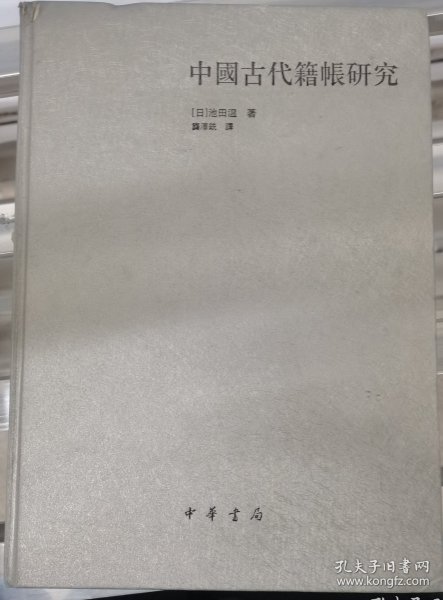 中國古代籍帳研究
[日]池田溫 著
龔澤銑 譯
中華書局
孔夫子旧书网
www.kongfz.com